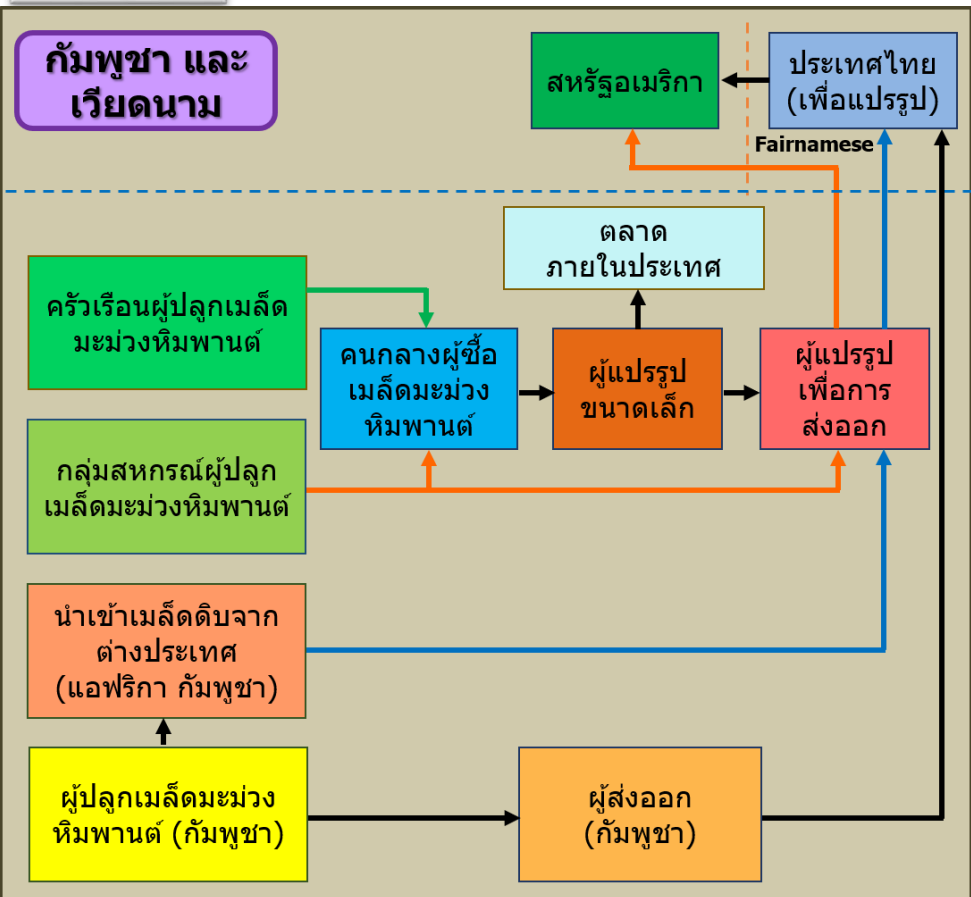 กัมพูชา และ
เวียดนาม
สหรัฐอเมริกา
ประเทศไทย
(เพื่อแปรรูป)
Fairnamese
ตลาด
ภายในประเทศ
ครัวเรือนผู้ปลูกเมล็ด
มะม่วงหิมพานต์
คนกลางผู้ซื้อ
เมล็ดมะม่วง
หิมพานต์
ผู้แปรรูป
ขนาดเล็ก
ผู้แปรรูป
เพื่อการ
ส่งออก
กลุ่มสหกรณ์ผู้ปลูก
เมล็ดมะม่วงหิมพานต์
นำเข้าเมล็ดดิบจาก
ต่างประเทศ
(แอฟริกา กัมพูชา)
ผู้ปลูกเมล็ดมะม่วง
หิมพานต์ (กัมพูชา)
ผู้ส่งออก
(กัมพูชา)